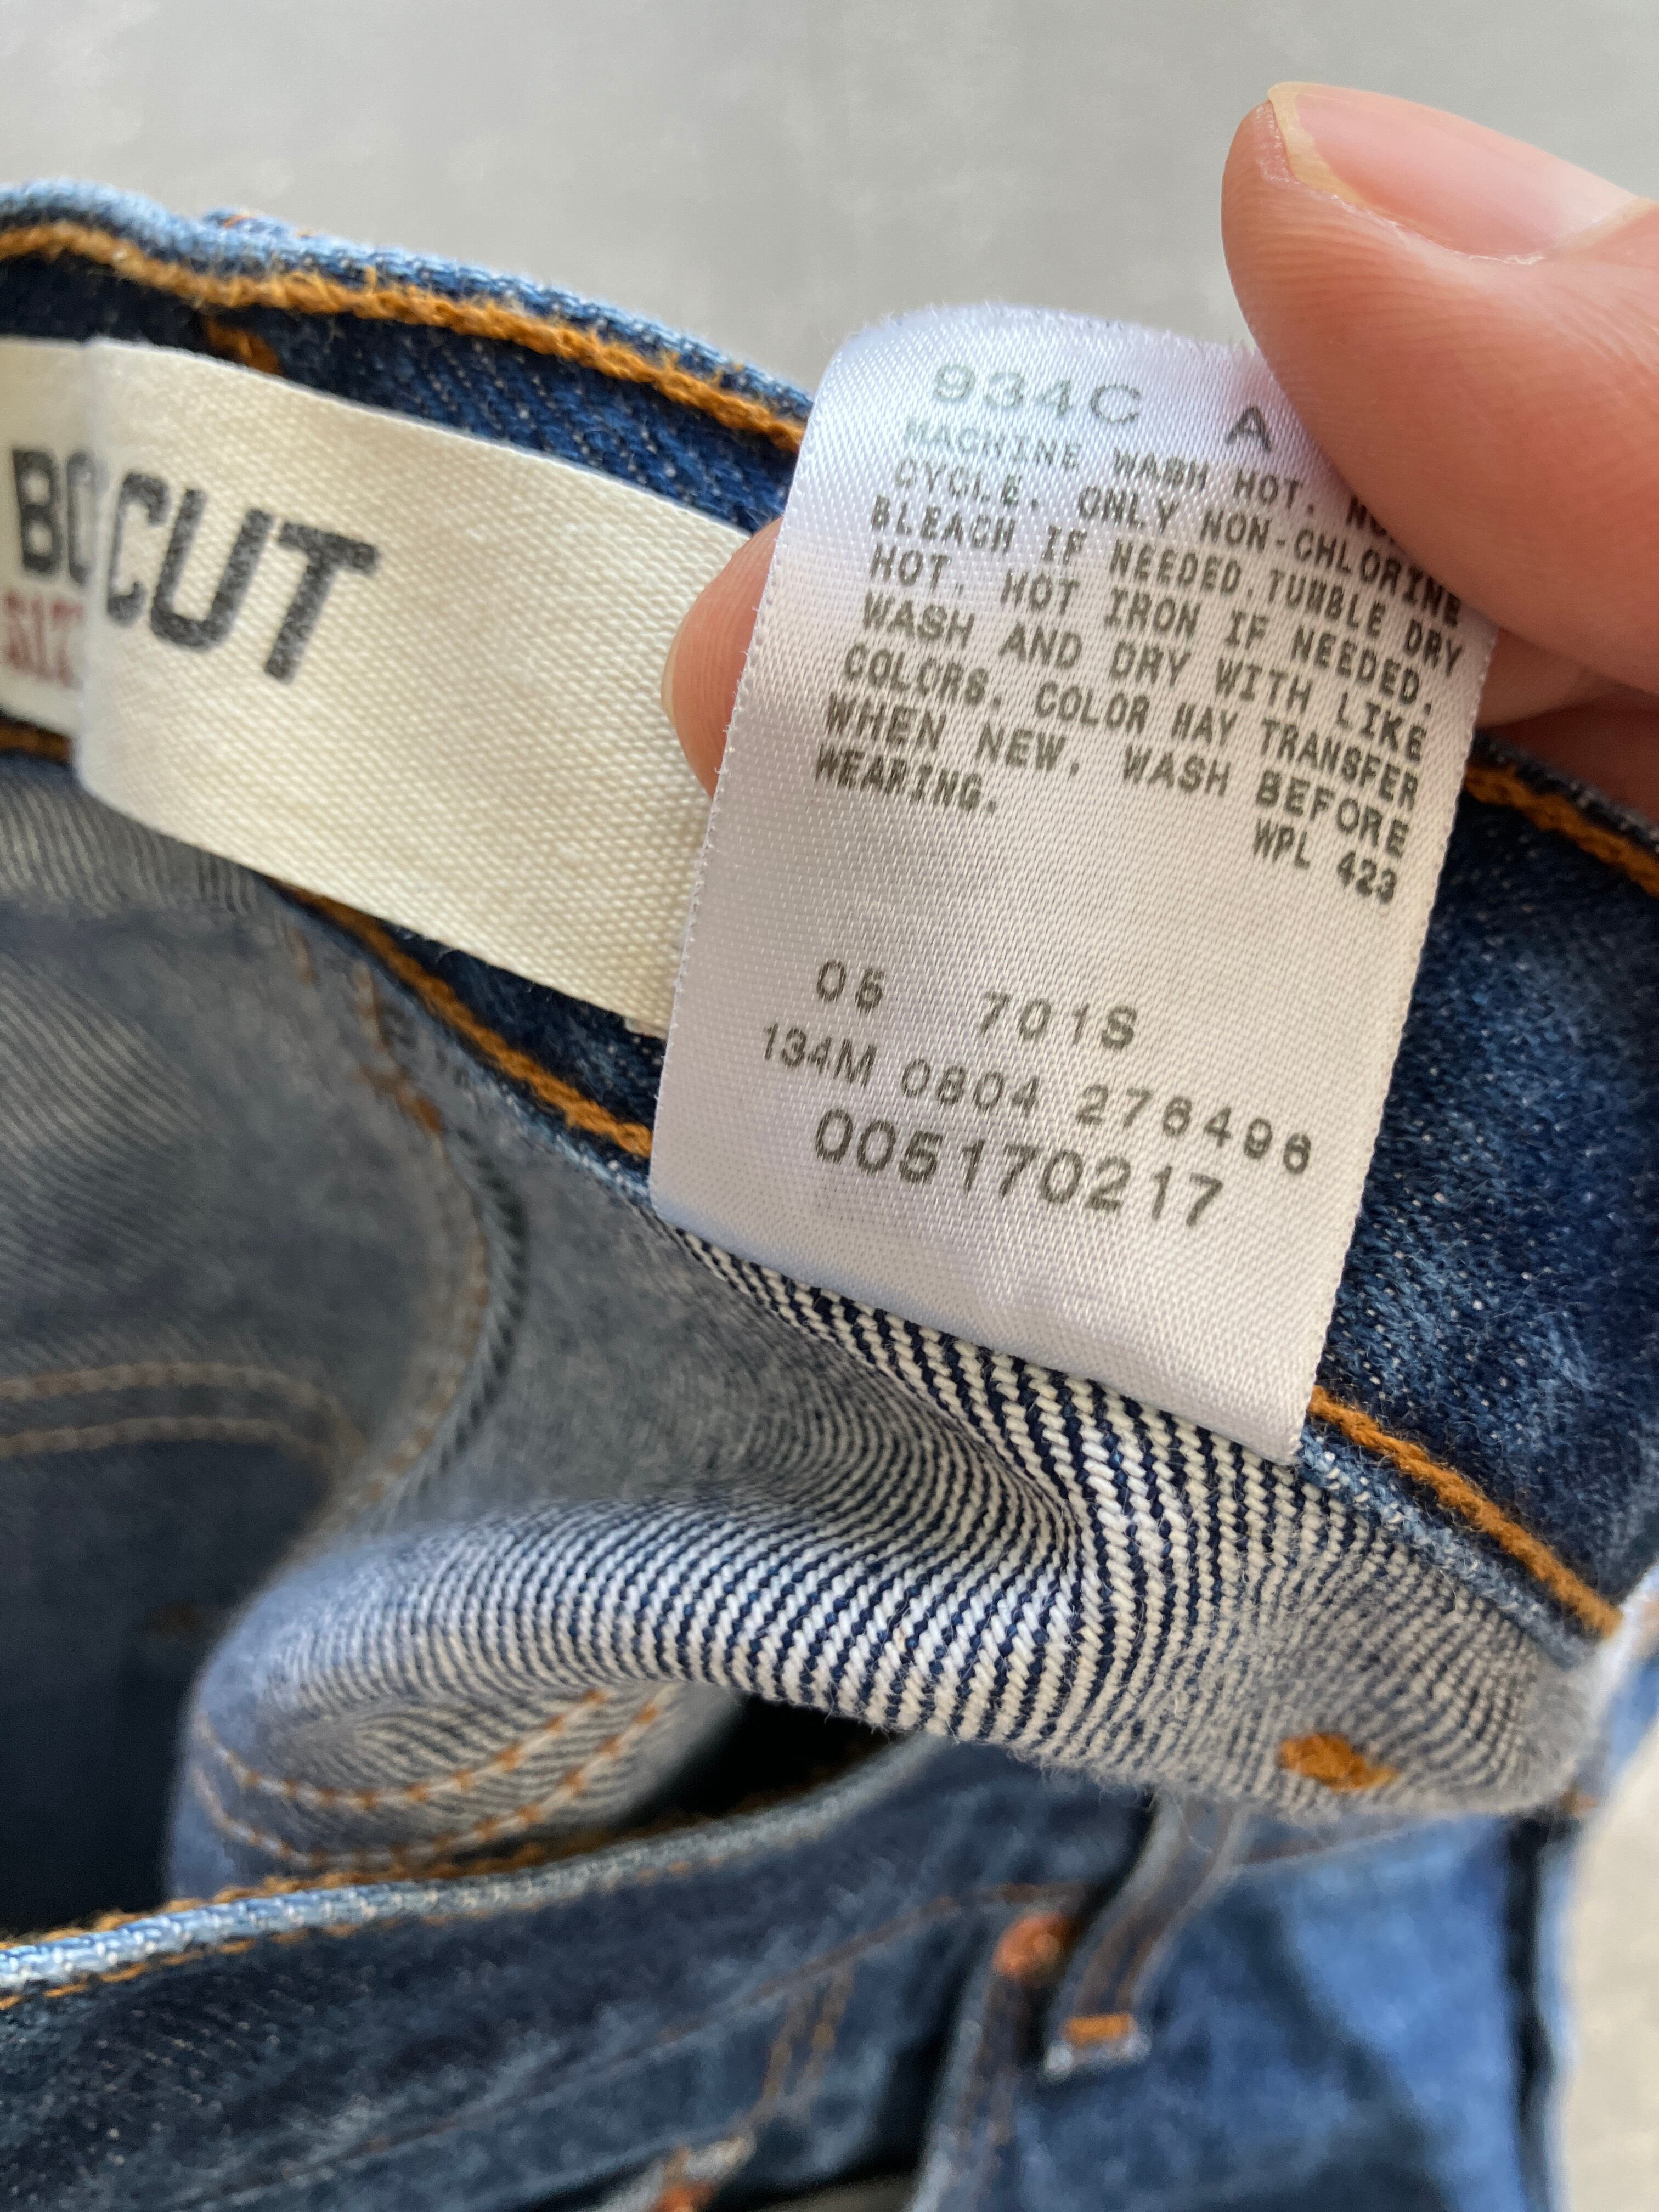 CUT
934C A
MACHINE WASH HOT.
CYCLE. ONLY NON-CHLORINE
BLEACH IF NEEDED.TUMBLE DRY
HOT. HOT IRON IF NEEDED.
WASH AND DRY WITH LIKE
COLORS. COLOR MAY TRANSFER
WHEN NEW. WASH BEFORE
WEARING.
WPL 423
05 701S
134M 0804 276496
005170217